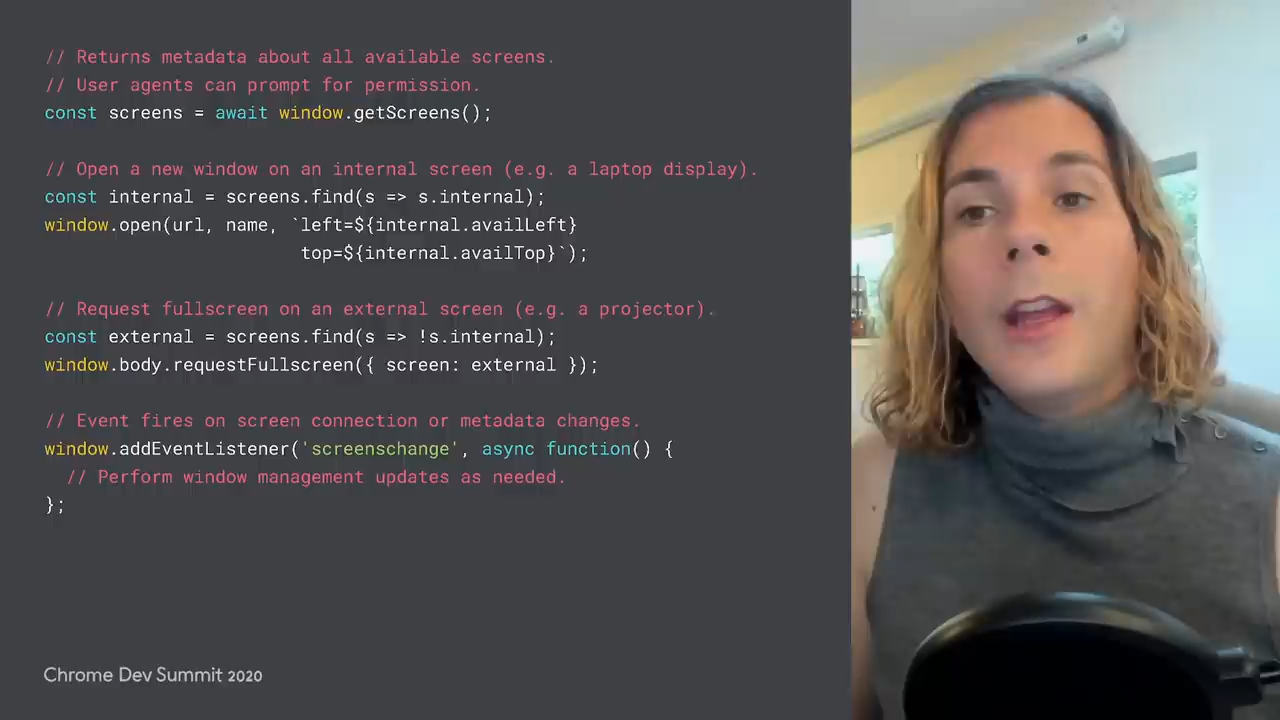 // Returns metadata about all available screens.
// User agents can prompt for permission.
const screens = await window.getScreens();
// Open a new window on an internal screen (e.g. a laptop display).
const internal = screens.find(s => s.internal);
window.open(url, name, `left=${internal.availLeft}
top=${internal.availTop}`);
// Request fullscreen on an external screen (e.g. a projector).
const external = screens.find(s => !s.internal);
window.body.requestFullscreen({ screen: external });
// Event fires on screen connection or metadata changes.
window.addEventListener('screenschange', async function() {
// Perform window management updates as needed.
};
Chrome Dev Summit 2020